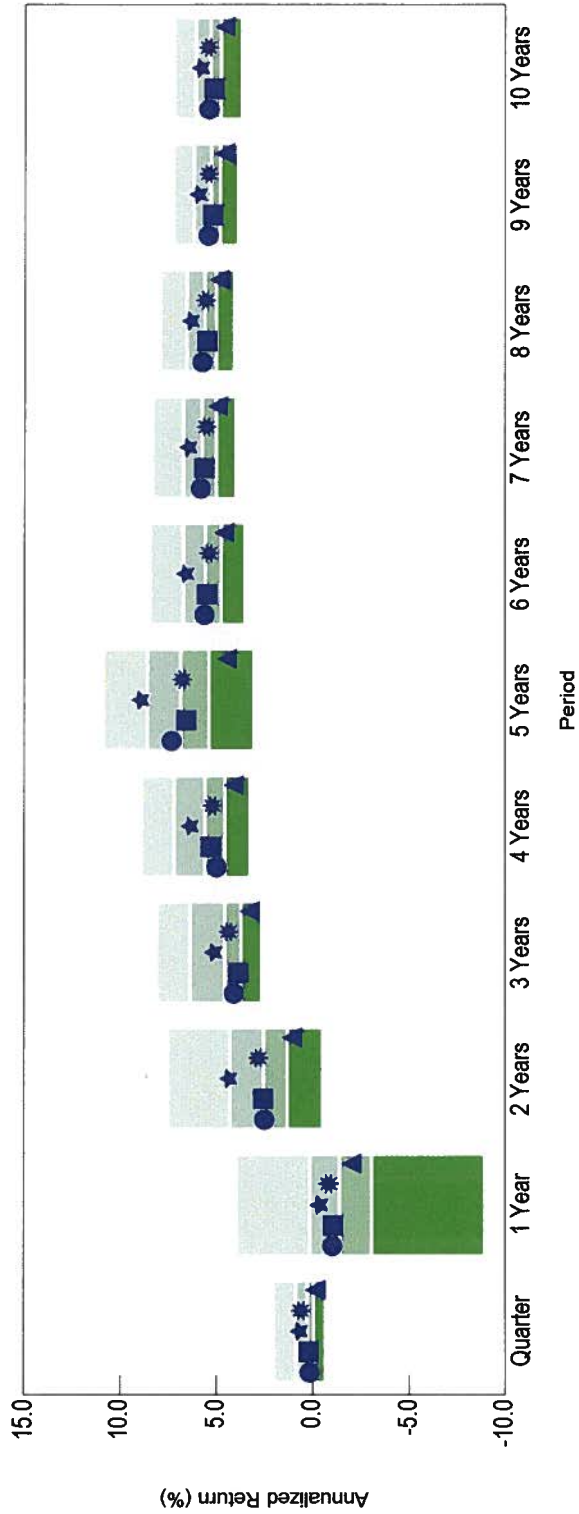 15.0
10.0
5.0
0.0
-5.0
-10.0
Annualized Return (%)
Quarter
1 Year
2 Years
3 Years
4 Years
5 Years
6 Years
7 Years
8 Years
9 Years
10 Years
Period